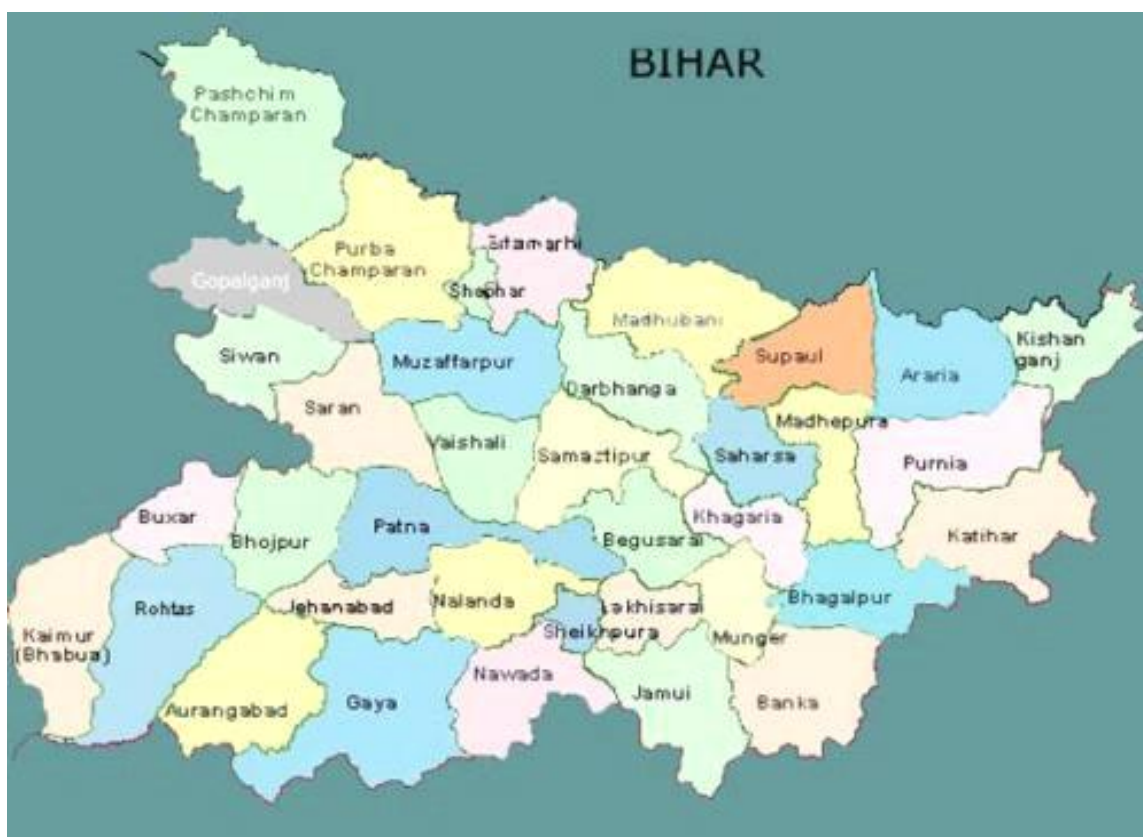 BIHAR
Pashchim
Champaran
Purba
Champaran
Sitamarhi
Gopalganj
Madhubani
Siwan
Muzaffarpur
Supaul
Araria
Kishan
ganj
Darbhanga
Saran
Madhepura
Vaishali
Samaztipur
Saharsa
Purnia
Buxar
Bhojpur
Patna
Begusarai
Khagaria
Katihar
Rohtas
Jehanabad
Nalanda
Lakhisarai
Bhagalpur
Kaimur
(Bhabua)
Sheikhpura
Munger
Aurangabad
Gaya
Nawada
Jamui
Banka